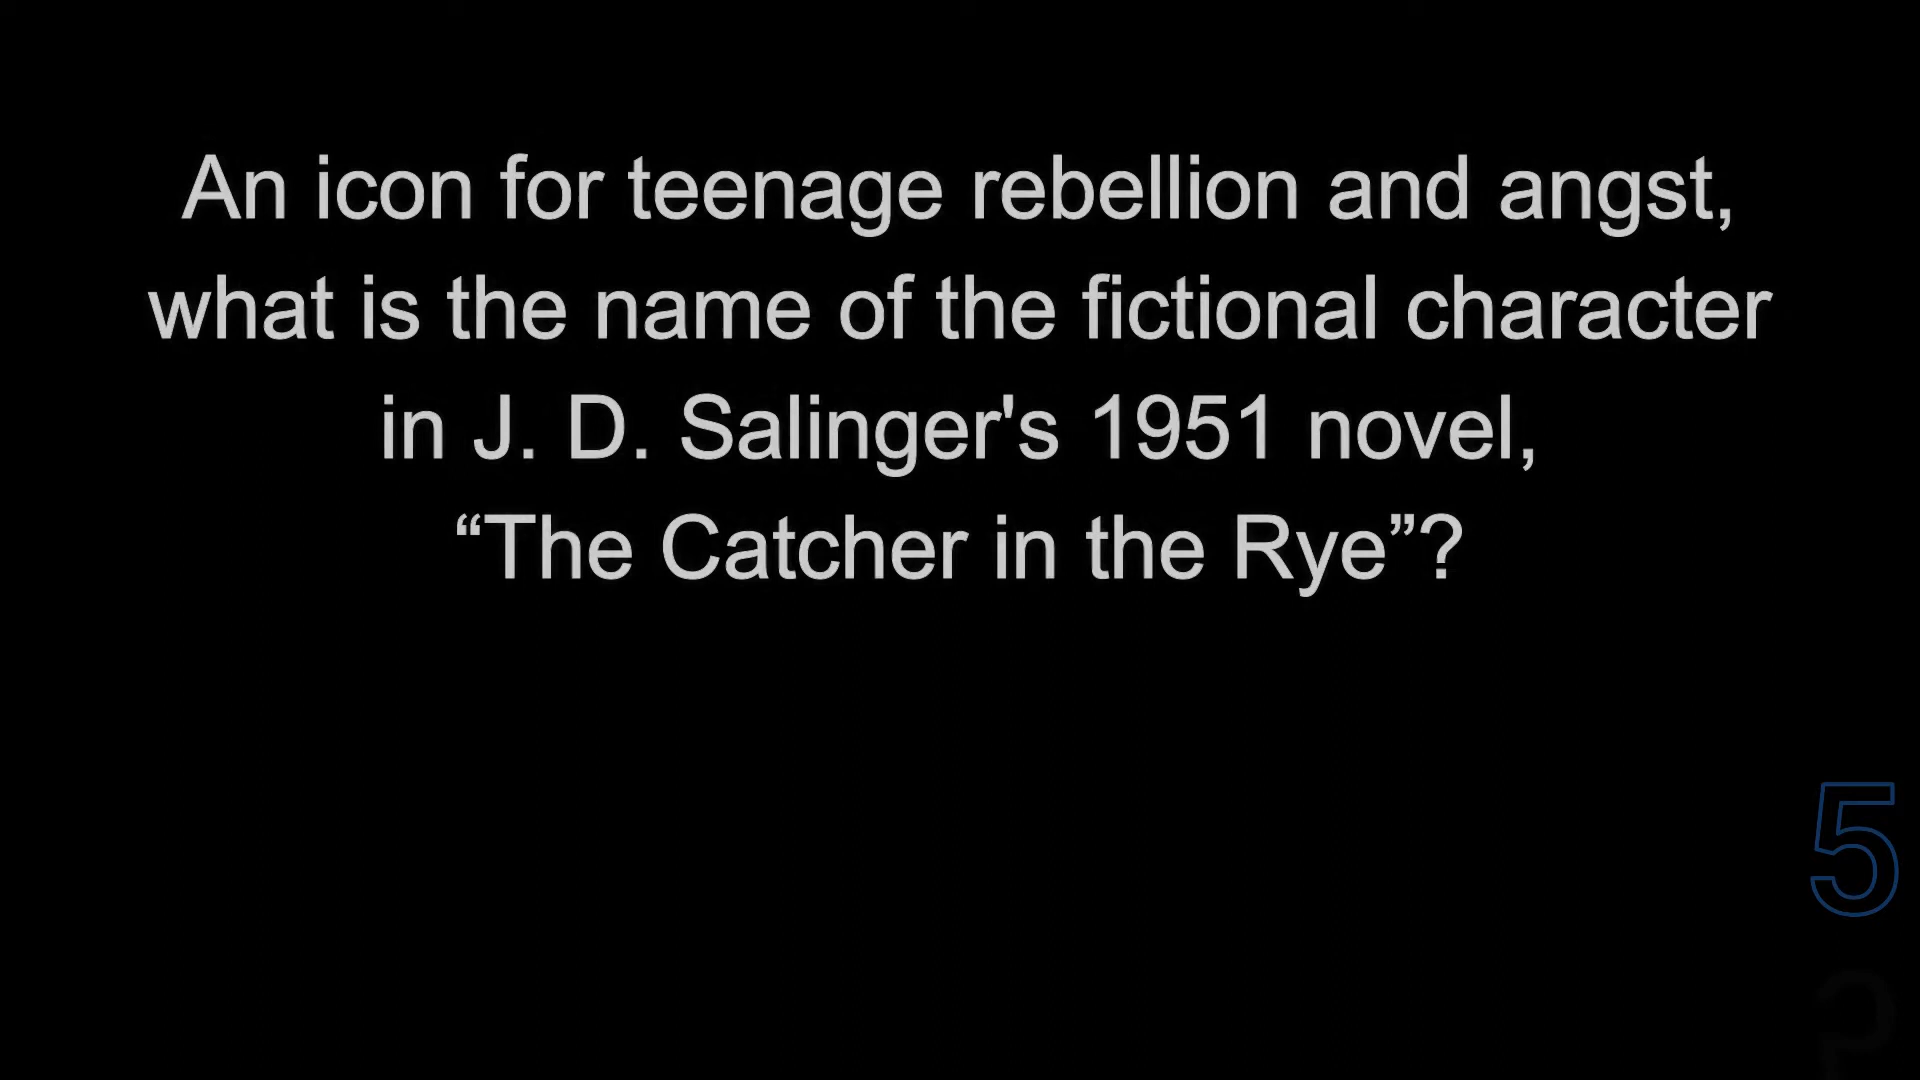 An icon for teenage rebellion and angst,
what is the name of the fictional character
in J. D. Salinger's 1951 novel,
“The Catcher in the Rye”?
5